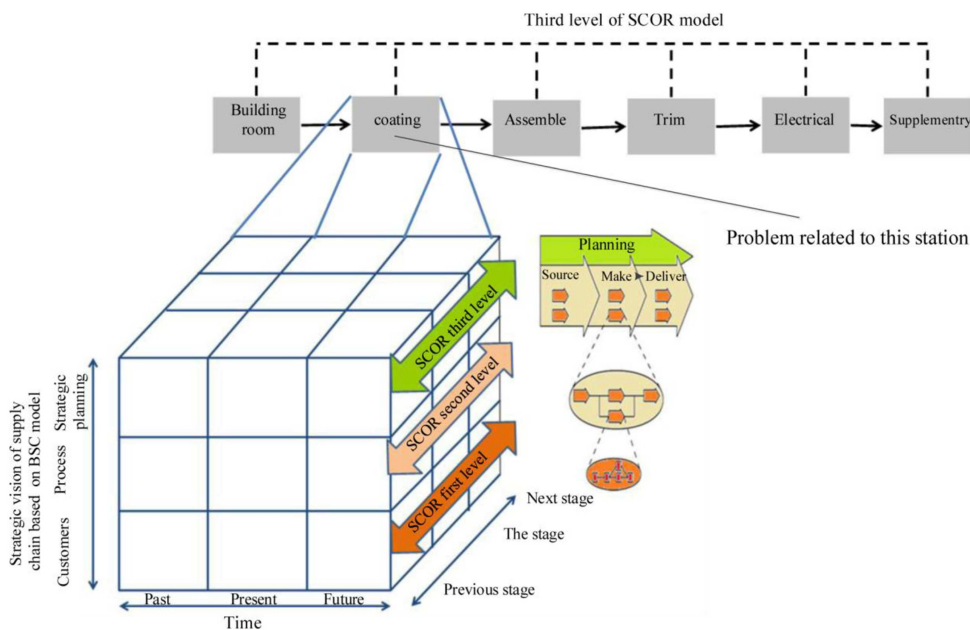 Third level of SCOR model
Building
room
coating
Assemble
Trim
Electrical
Supplementry
Problem related to this station
Planning
Source
Make
Deliver
SCOR third level
SCOR second level
SCOR first level
Strategic vision of supply
chain based on BSC model
Strategic
planning
Process
Customers
Next stage
The stage
Previous stage
Past
Present
Future
Time